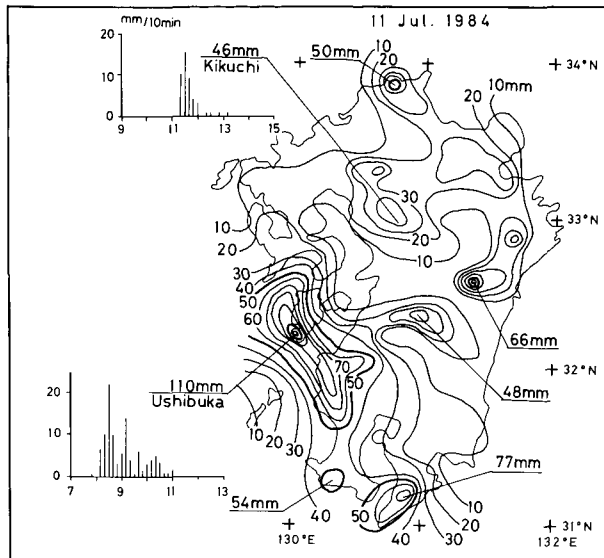 11 Jul. 1984
mm/10min
20
10
0
9 11 13 15
46mm
Kikuchi
50mm
10
20
10mm
20
34°N
30
20
10
33°N
10
20
30
40
50
60
70
60
110mm
Ushibuka
66mm
48mm
32°N
10
20
30
20
10
0
7 9 11 13
54mm
77mm
40
50
40
30
20
10
130°E
31°N
132°E